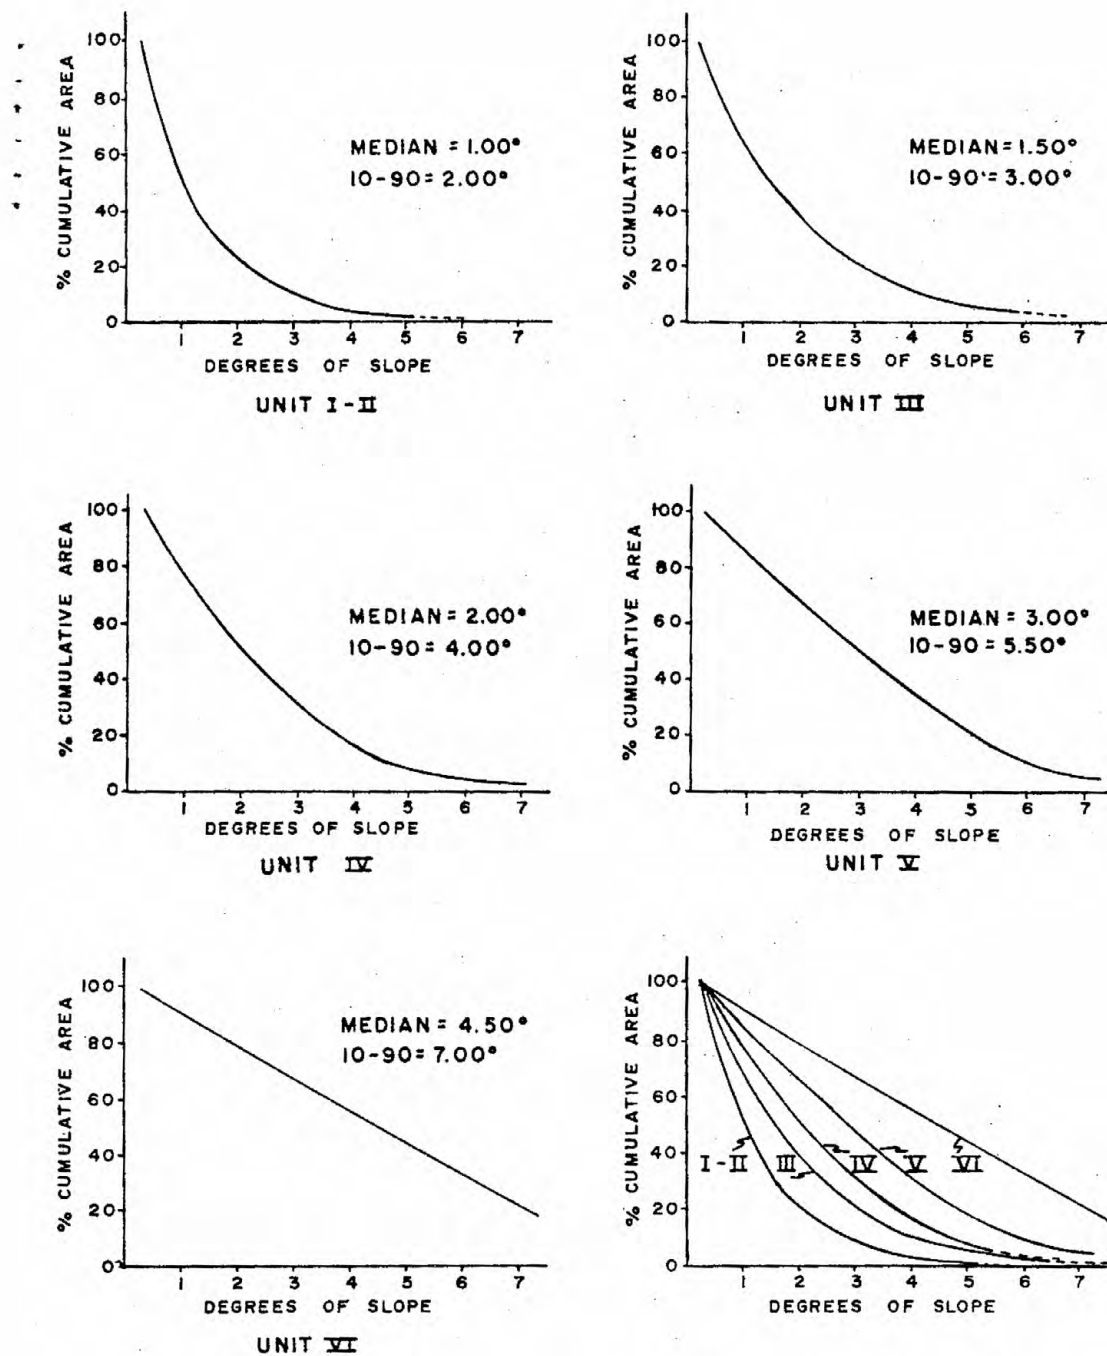 % CUMULATIVE AREA
100
80
60
40
20
0
MEDIAN = 1.00°
10-90 = 2.00°
1 2 3 4 5 6 7
DEGREES OF SLOPE
UNIT I-II
% CUMULATIVE AREA
100
80
60
40
20
0
MEDIAN = 1.50°
10-90 = 3.00°
1 2 3 4 5 6 7
DEGREES OF SLOPE
UNIT III
% CUMULATIVE AREA
100
80
60
40
20
0
MEDIAN = 2.00°
10-90 = 4.00°
1 2 3 4 5 6 7
DEGREES OF SLOPE
UNIT IV
% CUMULATIVE AREA
100
80
60
40
20
0
MEDIAN = 3.00°
10-90 = 5.50°
1 2 3 4 5 6 7
DEGREES OF SLOPE
UNIT V
% CUMULATIVE AREA
100
80
60
40
20
0
MEDIAN = 4.50°
10-90 = 7.00°
1 2 3 4 5 6 7
DEGREES OF SLOPE
UNIT VI
% CUMULATIVE AREA
100
80
60
40
20
0
I-II III IV V VI
1 2 3 4 5 6 7
DEGREES OF SLOPE